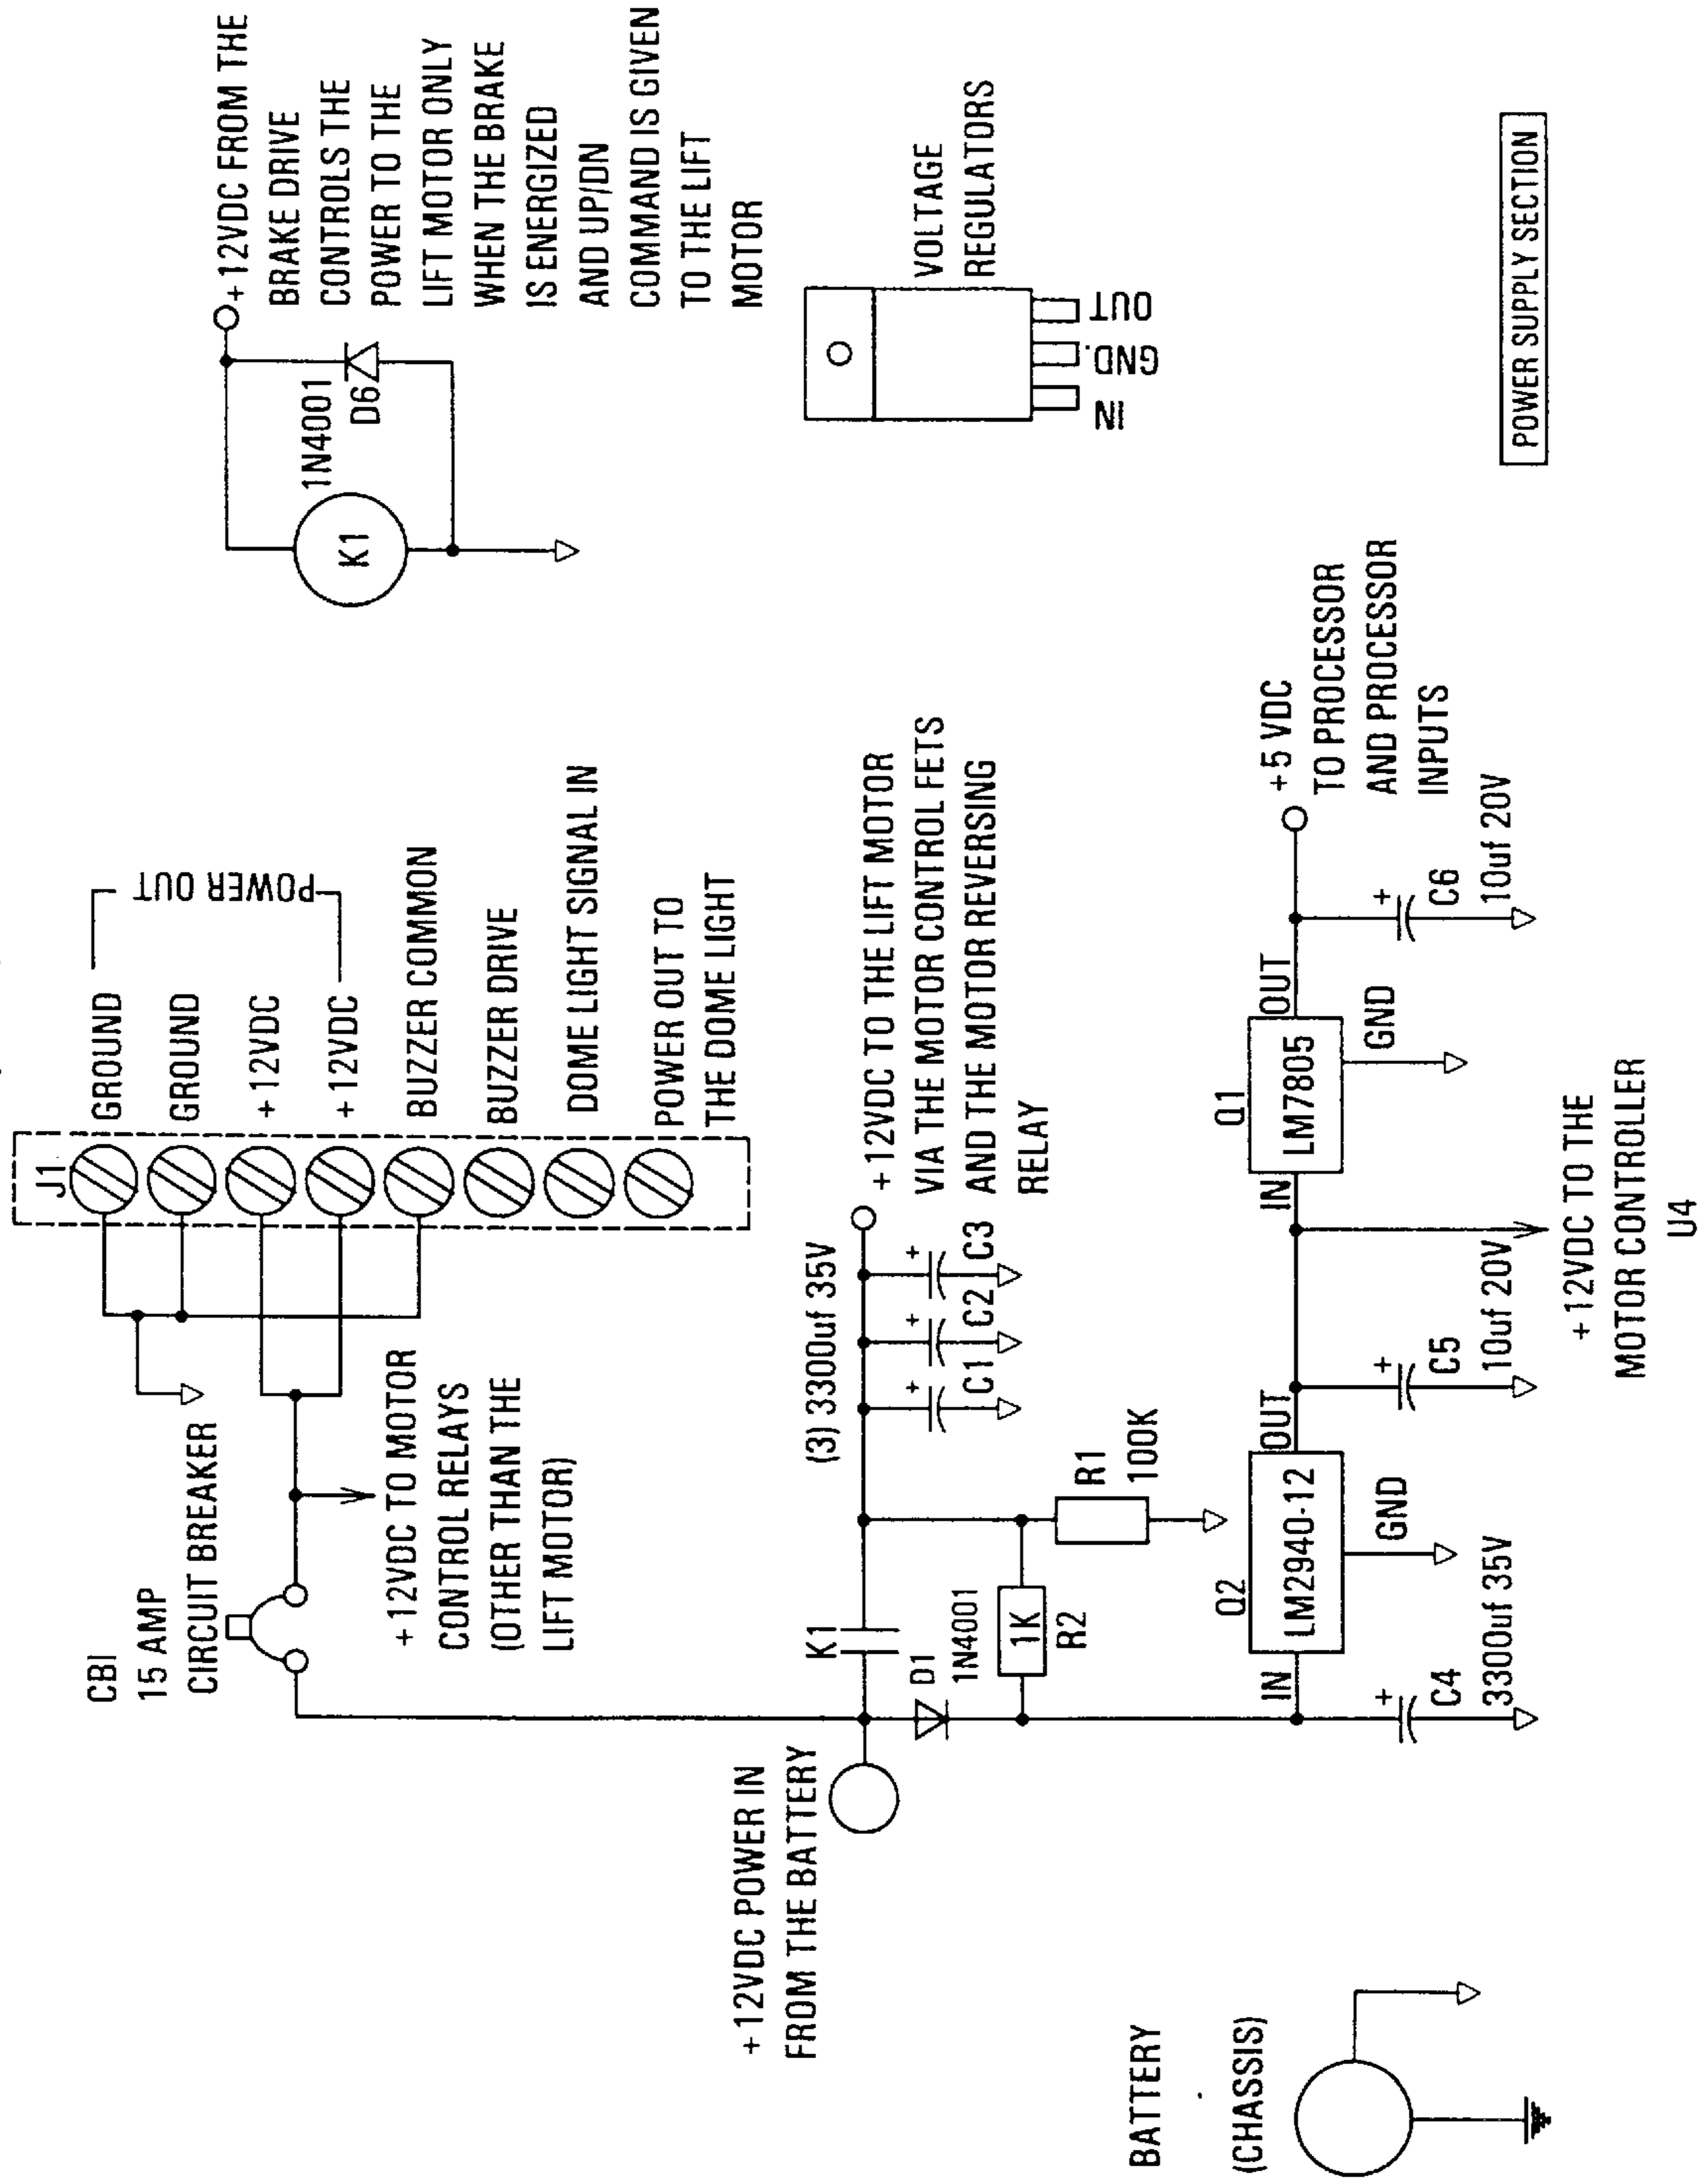 J1
GROUND
GROUND
+12VDC
+12VDC
POWER OUT
BUZZER COMMON
BUZZER DRIVE
DOME LIGHT SIGNAL IN
POWER OUT TO
THE DOME LIGHT
CBI
15 AMP
CIRCUIT BREAKER
+12VDC TO MOTOR
CONTROL RELAYS
(OTHER THAN THE
LIFT MOTOR)
+12VDC FROM THE
BRAKE DRIVE
CONTROLS THE
POWER TO THE
LIFT MOTOR ONLY
WHEN THE BRAKE
IS ENERGIZED
AND UP/DN
COMMAND IS GIVEN
TO THE LIFT
MOTOR
1N4001
D6
K1
+12VDC POWER IN
FROM THE BATTERY
K1
D1
1N4001
1K
R2
R1
100K
(3) 3300uf 35V
+ + +
C1 C2 C3
+12VDC TO THE LIFT MOTOR
VIA THE MOTOR CONTROL FETS
AND THE MOTOR REVERSING
RELAY
VOLTAGE
REGULATORS
IN
GND.
OUT
BATTERY
(CHASSIS)
Q2
IN
LM2940-12
OUT
GND
+
C4
3300uf 35V
+
C5
10uf 20V
+12VDC TO THE
MOTOR CONTROLLER
U4
Q1
IN
LM7805
OUT
GND
+
C6
10uf 20V
+5 VDC
TO PROCESSOR
AND PROCESSOR
INPUTS
POWER SUPPLY SECTION